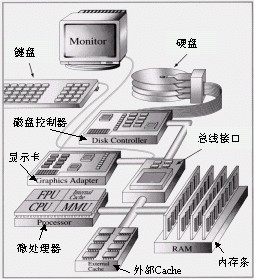 Monitor
键盘
硬盘
磁盘控制器
Disk Controller
总线接口
显示卡
Graphics Adapter
FPU
Internal Cache
CPU MMU
Processor
微处理器
External Cache
外部Cache
RAM
内存条